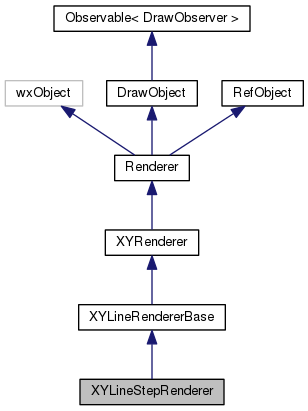 Observable< DrawObserver >
wxObject
DrawObject
RefObject
Renderer
XYRenderer
XYLineRendererBase
XYLineStepRenderer